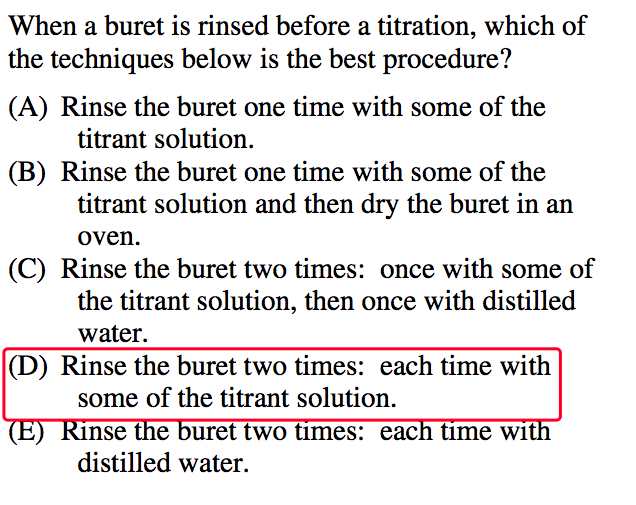 When a buret is rinsed before a titration, which of
the techniques below is the best procedure?
(A) Rinse the buret one time with some of the
titrant solution.
(B) Rinse the buret one time with some of the
titrant solution and then dry the buret in an
oven.
(C) Rinse the buret two times: once with some of
the titrant solution, then once with distilled
water.
(D) Rinse the buret two times: each time with
some of the titrant solution.
(E) Rinse the buret two times: each time with
distilled water.